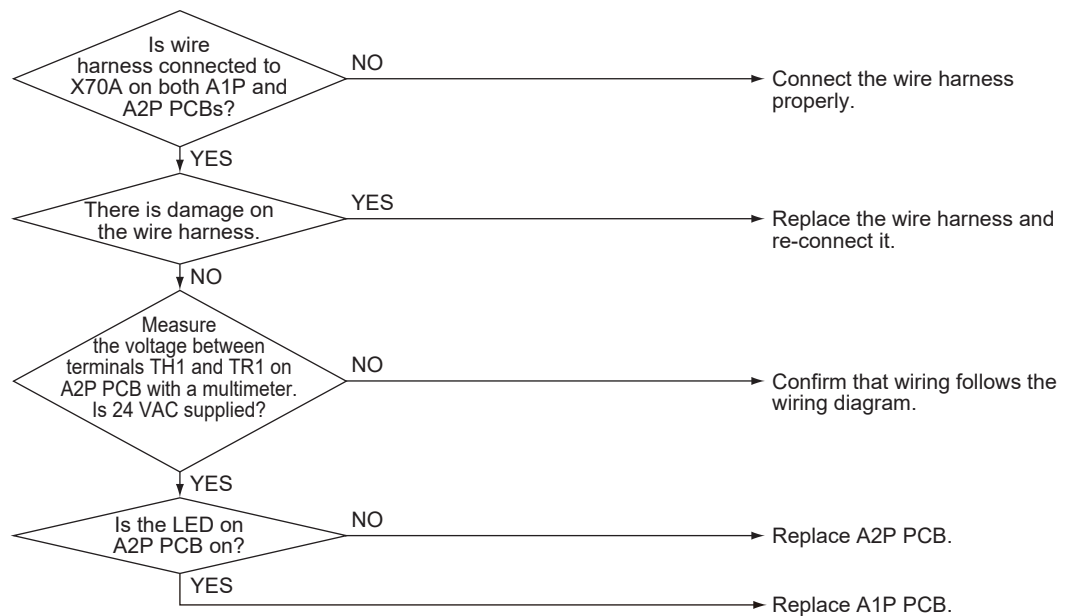 Is wire
harness connected to
X70A on both A1P and
A2P PCBs?
NO
Connect the wire harness
properly.
YES
There is damage on
the wire harness.
YES
Replace the wire harness and
re-connect it.
NO
Measure
the voltage between
terminals TH1 and TR1 on
A2P PCB with a multimeter.
Is 24 VAC supplied?
NO
Confirm that wiring follows the
wiring diagram.
YES
Is the LED on
A2P PCB on?
NO
Replace A2P PCB.
YES
Replace A1P PCB.